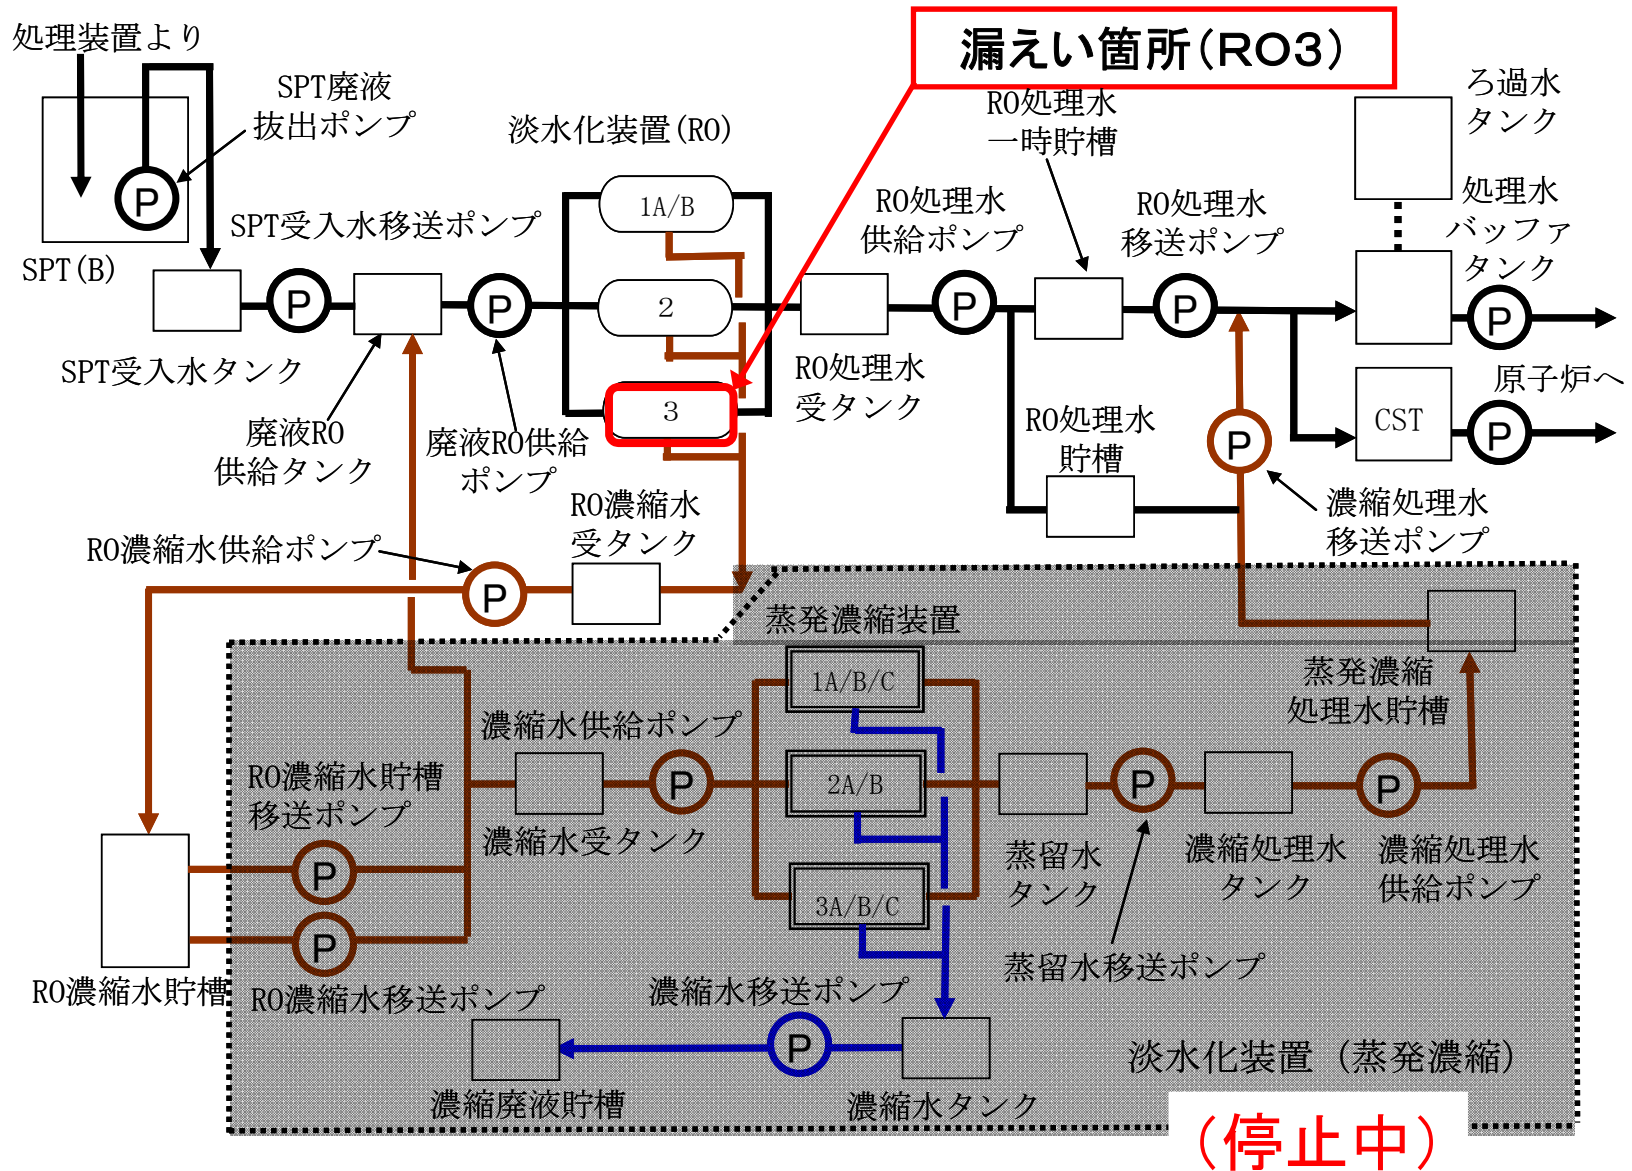 漏えい箇所(RO3)
処理装置より
SPT廃液
抜出ポンプ
P
SPT(B)
SPT受入水移送ポンプ
P
SPT受入水タンク
廃液RO
供給タンク
P
廃液RO供給
ポンプ
淡水化装置(RO)
1A/B
2
3
RO処理水
受タンク
RO処理水
供給ポンプ
P
RO処理水
一時貯槽
RO処理水
移送ポンプ
P
RO処理水
貯槽
ろ過水
タンク
処理水
バッファ
タンク
P
原子炉へ
CST
P
P
濃縮処理水
移送ポンプ
RO濃縮水
受タンク
RO濃縮水供給ポンプ
P
蒸発濃縮装置
1A/B/C
2A/B
3A/B/C
蒸発濃縮
処理水貯槽
濃縮水供給ポンプ
P
濃縮水受タンク
RO濃縮水貯槽
移送ポンプ
P
P
RO濃縮水貯槽
RO濃縮水移送ポンプ
蒸留水
タンク
P
蒸留水移送ポンプ
濃縮処理水
タンク
P
濃縮処理水
供給ポンプ
濃縮水移送ポンプ
P
濃縮廃液貯槽
濃縮水タンク
淡水化装置(蒸発濃縮)
(停止中)